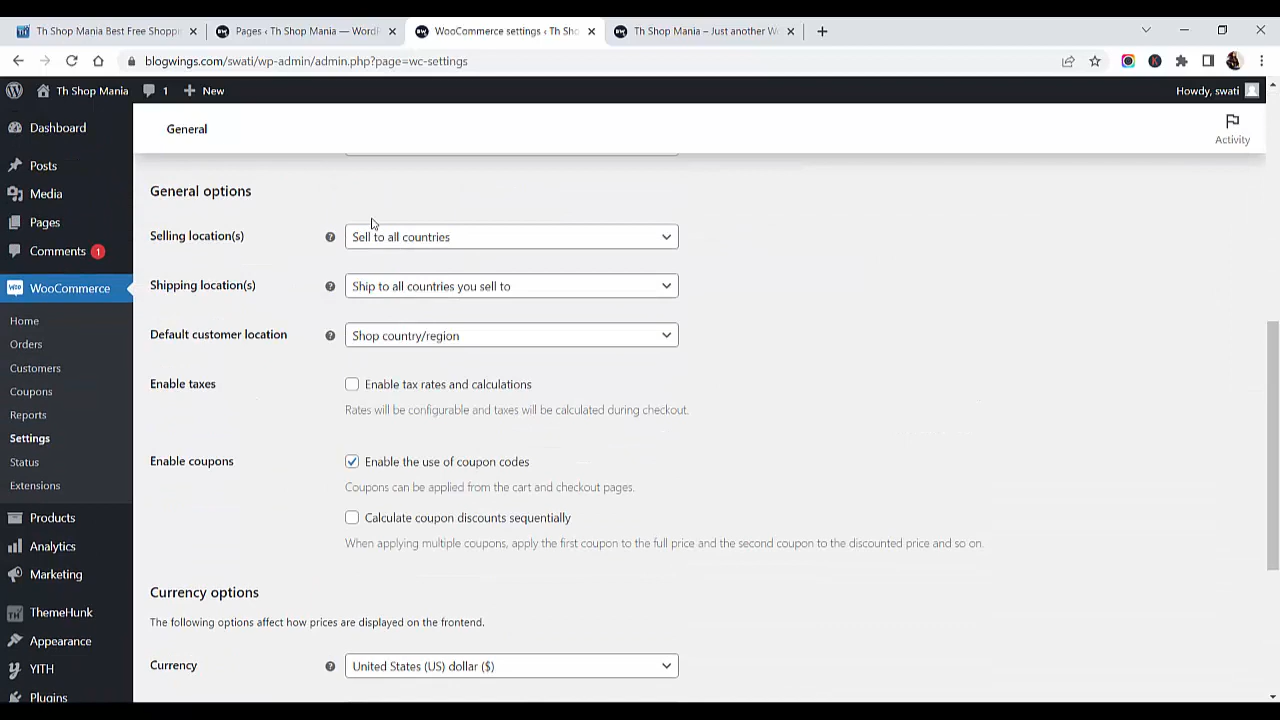 Th Shop Mania Best Free Shoppi
Pages ‹ Th Shop Mania — WordP
WooCommerce settings ‹ Th Sho
Th Shop Mania – Just another W
blogwings.com/swati/wp-admin/admin.php?page=wc-settings
Th Shop Mania
1
New
Howdy, swati
Dashboard
Posts
Media
Pages
Comments 1
WooCommerce
Home
Orders
Customers
Coupons
Reports
Settings
Status
Extensions
Products
Analytics
Marketing
ThemeHunk
Appearance
YITH
Plugins
General
Activity
General options
Selling location(s)
Sell to all countries
Shipping location(s)
Ship to all countries you sell to
Default customer location
Shop country/region
Enable taxes
Enable tax rates and calculations
Rates will be configurable and taxes will be calculated during checkout.
Enable coupons
Enable the use of coupon codes
Coupons can be applied from the cart and checkout pages.
Calculate coupon discounts sequentially
When applying multiple coupons, apply the first coupon to the full price and the second coupon to the discounted price and so on.
Currency options
The following options affect how prices are displayed on the frontend.
Currency
United States (US) dollar ($)